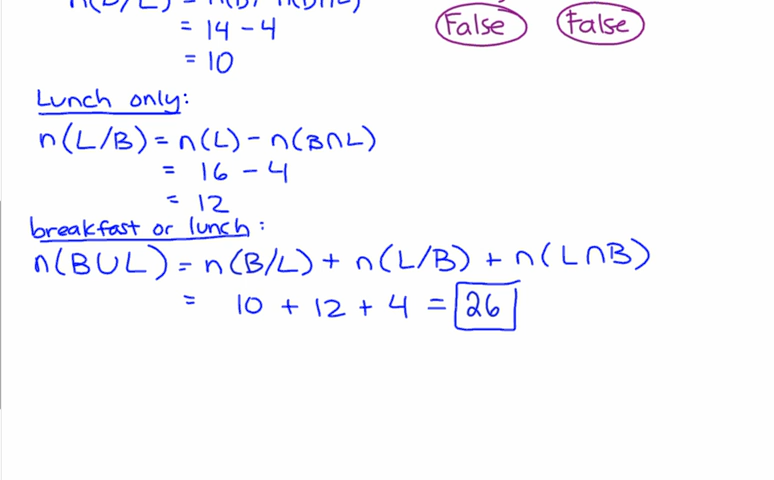 = 14 - 4
False False
= 10
Lunch only:
n(L/B) = n(L) - n(B∩L)
= 16 - 4
= 12
breakfast or lunch:
n(B∪L) = n(B/L) + n(L/B) + n(L∩B)
= 10 + 12 + 4 = 26